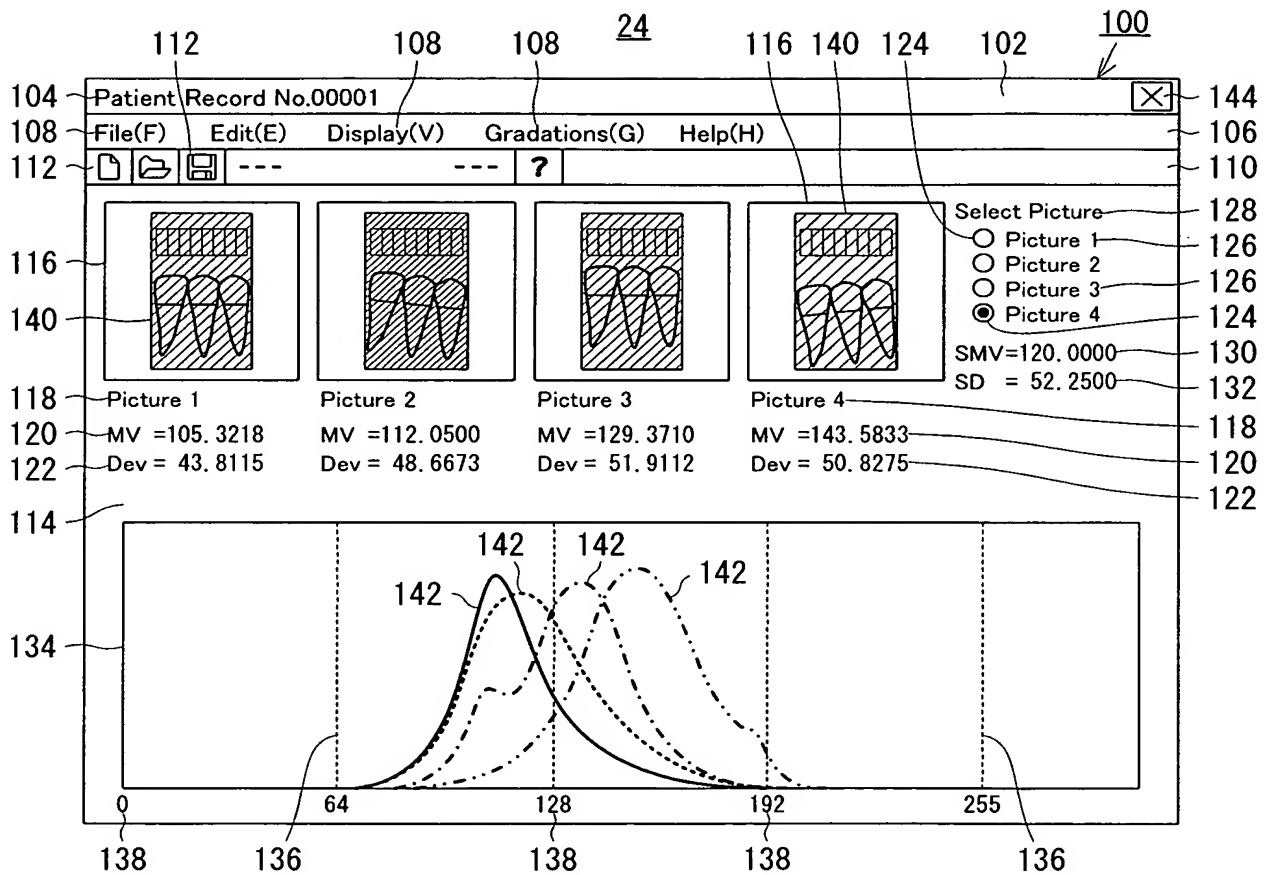 24
112 108 108 116 140 124 100 102
104 Patient Record No.00001 144
108 File(F) Edit(E) Display(V) Gradations(G) Help(H) 106
112 --- --- ? 110
Select Picture 128
Picture 1 126
116 Picture 2
Picture 3 126
140 Picture 4 124
SMV=120.0000 130
SD = 52.2500 132
118 Picture 1 Picture 2 Picture 3 Picture 4 118
120 MV =105.3218 MV =112.0500 MV =129.3710 MV =143.5833 120
122 Dev = 43.8115 Dev = 48.6673 Dev = 51.9112 Dev = 50.8275 122
114
142 142 142 142
134
0 64 128 192 255
138 136 138 138 136